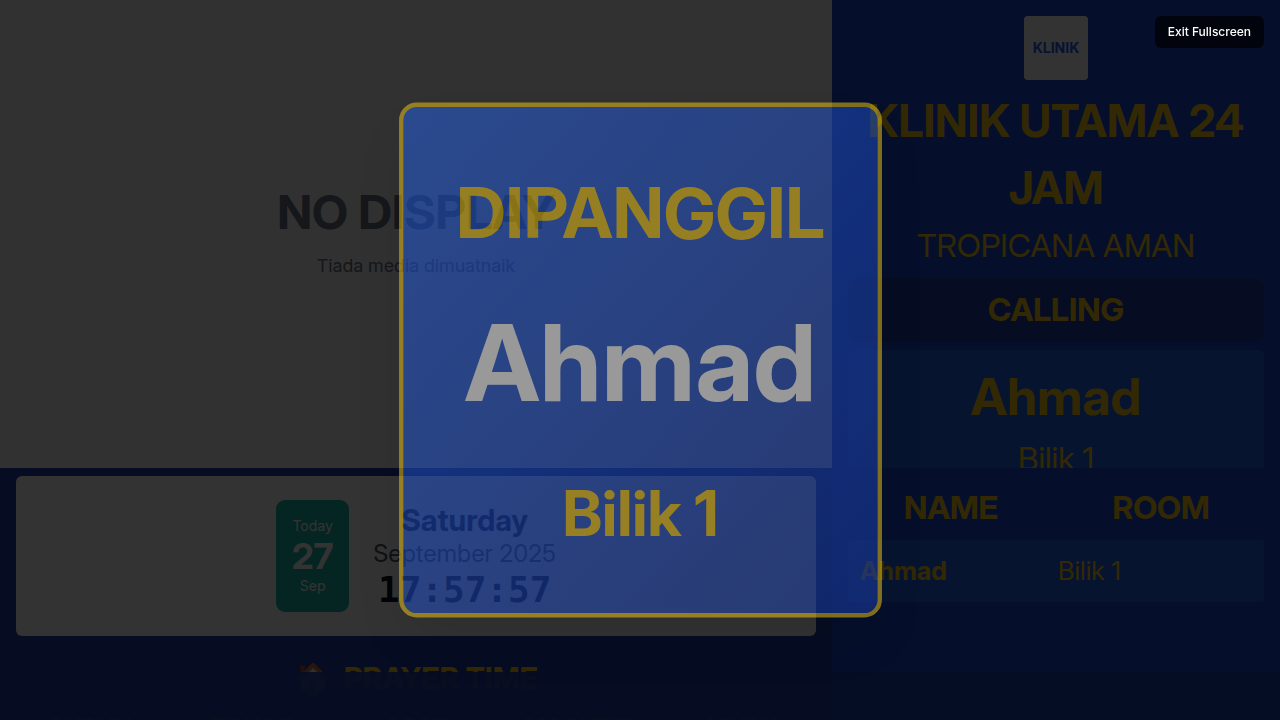 Exit Fullscreen
KLINIK
KLINIK UTAMA 24
JAM
TROPICANA AMAN
CALLING
Ahmad
Bilik 1
NAME ROOM
Ahmad Bilik 1
DIPANGGIL
Ahmad
Bilik 1
NO DISPLAY
Tiada media dimuatnaik
Today
27
Sep
Saturday
September 2025
17:57:57
PRAYER TIME